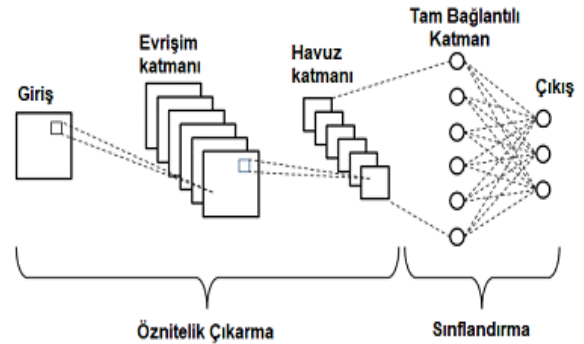 Giriş
Evrişim
katmanı
Havuz
katmanı
Tam Bağlantılı
Katman
Çıkış
Öznitelik Çıkarma
Sınflandırma